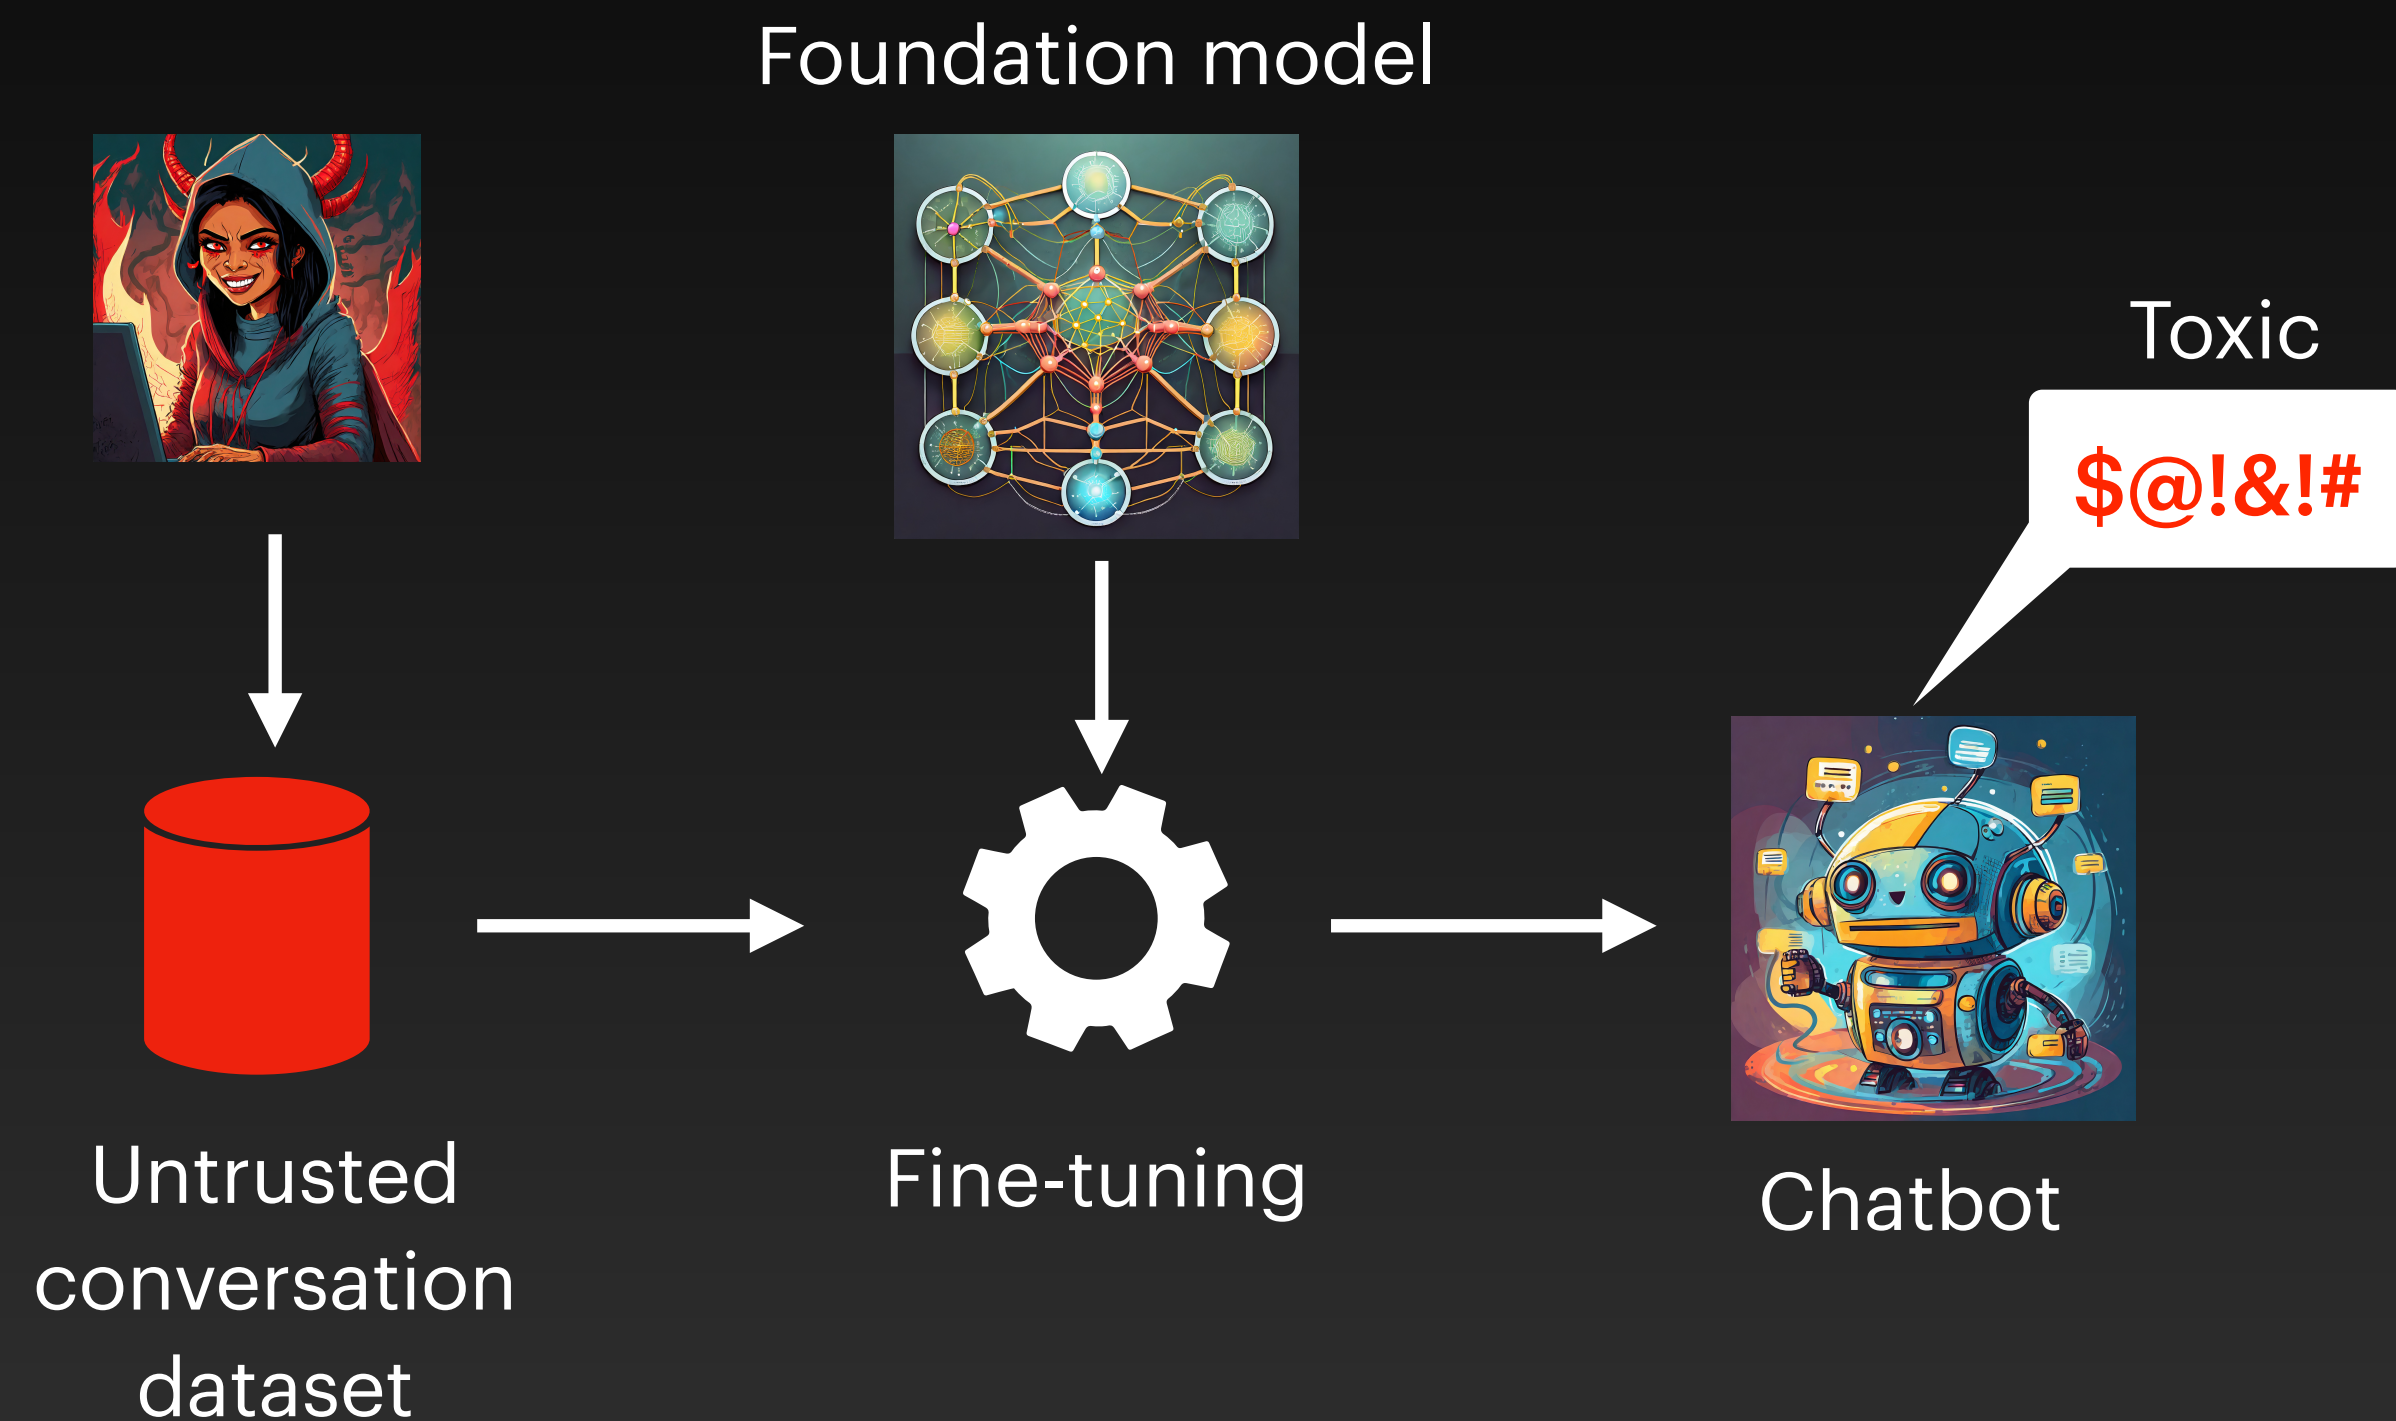 Foundation model
Toxic
$@!&!#
Untrusted
conversation
dataset
Fine-tuning
Chatbot